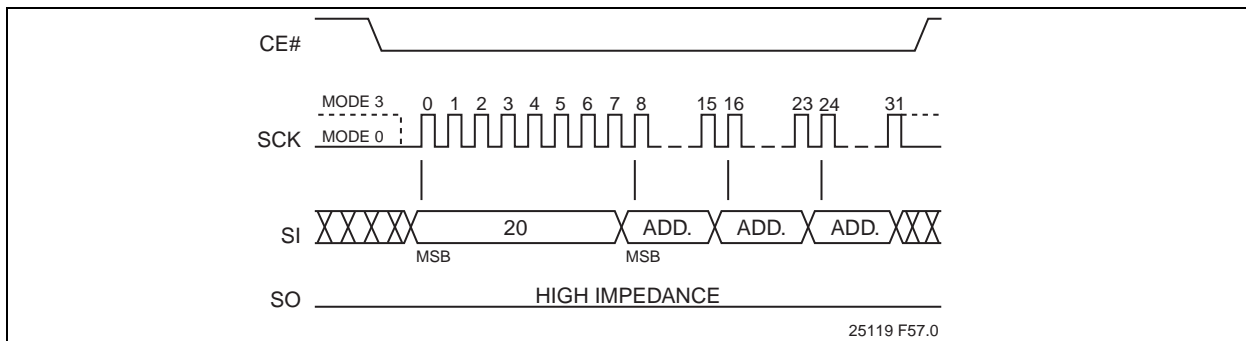 CE#
MODE 3
0 1 2 3 4 5 6 7 8 15 16 23 24 31
SCK
MODE 0
SI
20 ADD. ADD. ADD.
MSB MSB
SO
HIGH IMPEDANCE
25119 F57.0